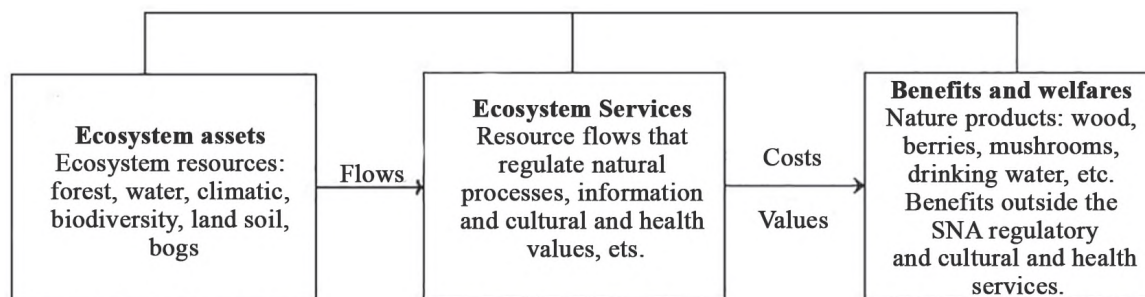 Ecosystem assets
Ecosystem resources:
forest, water, climatic,
biodiversity, land soil,
bogs
Flows
Ecosystem Services
Resource flows that
regulate natural
processes, information
and cultural and health
values, ets.
Costs
Values
Benefits and welfares
Nature products: wood,
berries, mushrooms,
drinking water, etc.
Benefits outside the
SNA regulatory
and cultural and health
services.